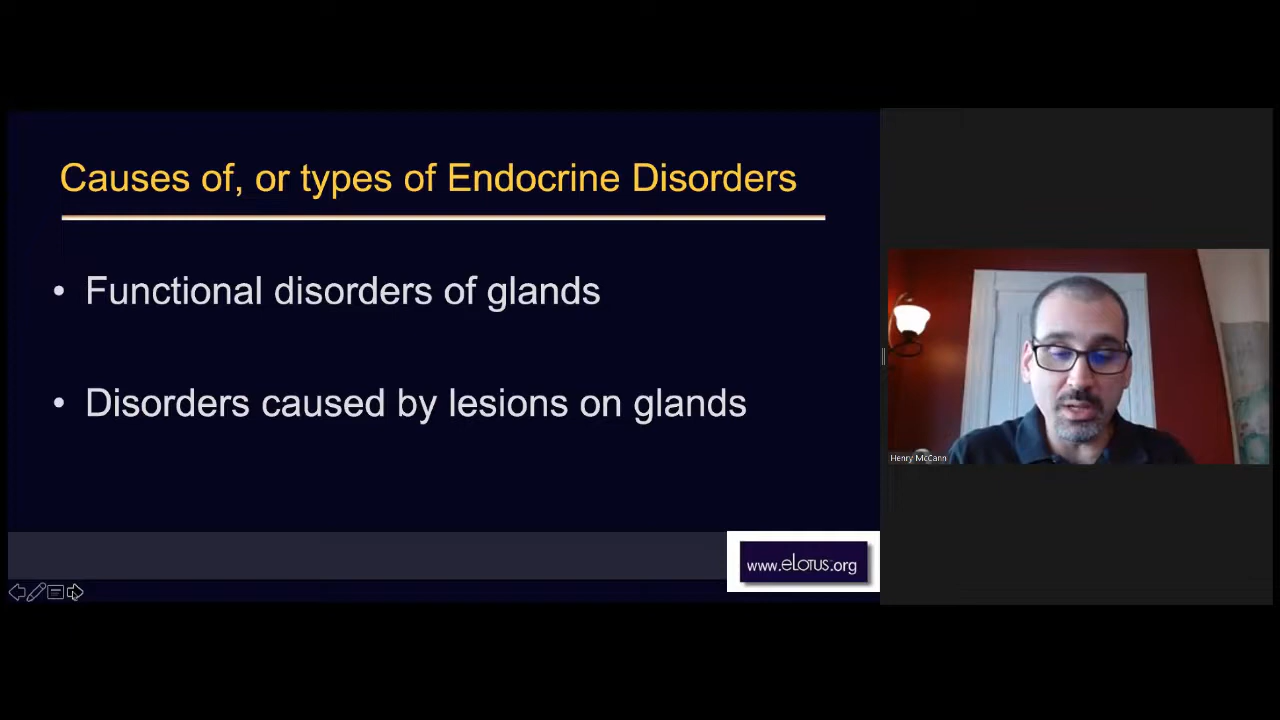 Causes of, or types of Endocrine Disorders
• Functional disorders of glands
• Disorders caused by lesions on glands
www.eLotus.org
Henry McCann